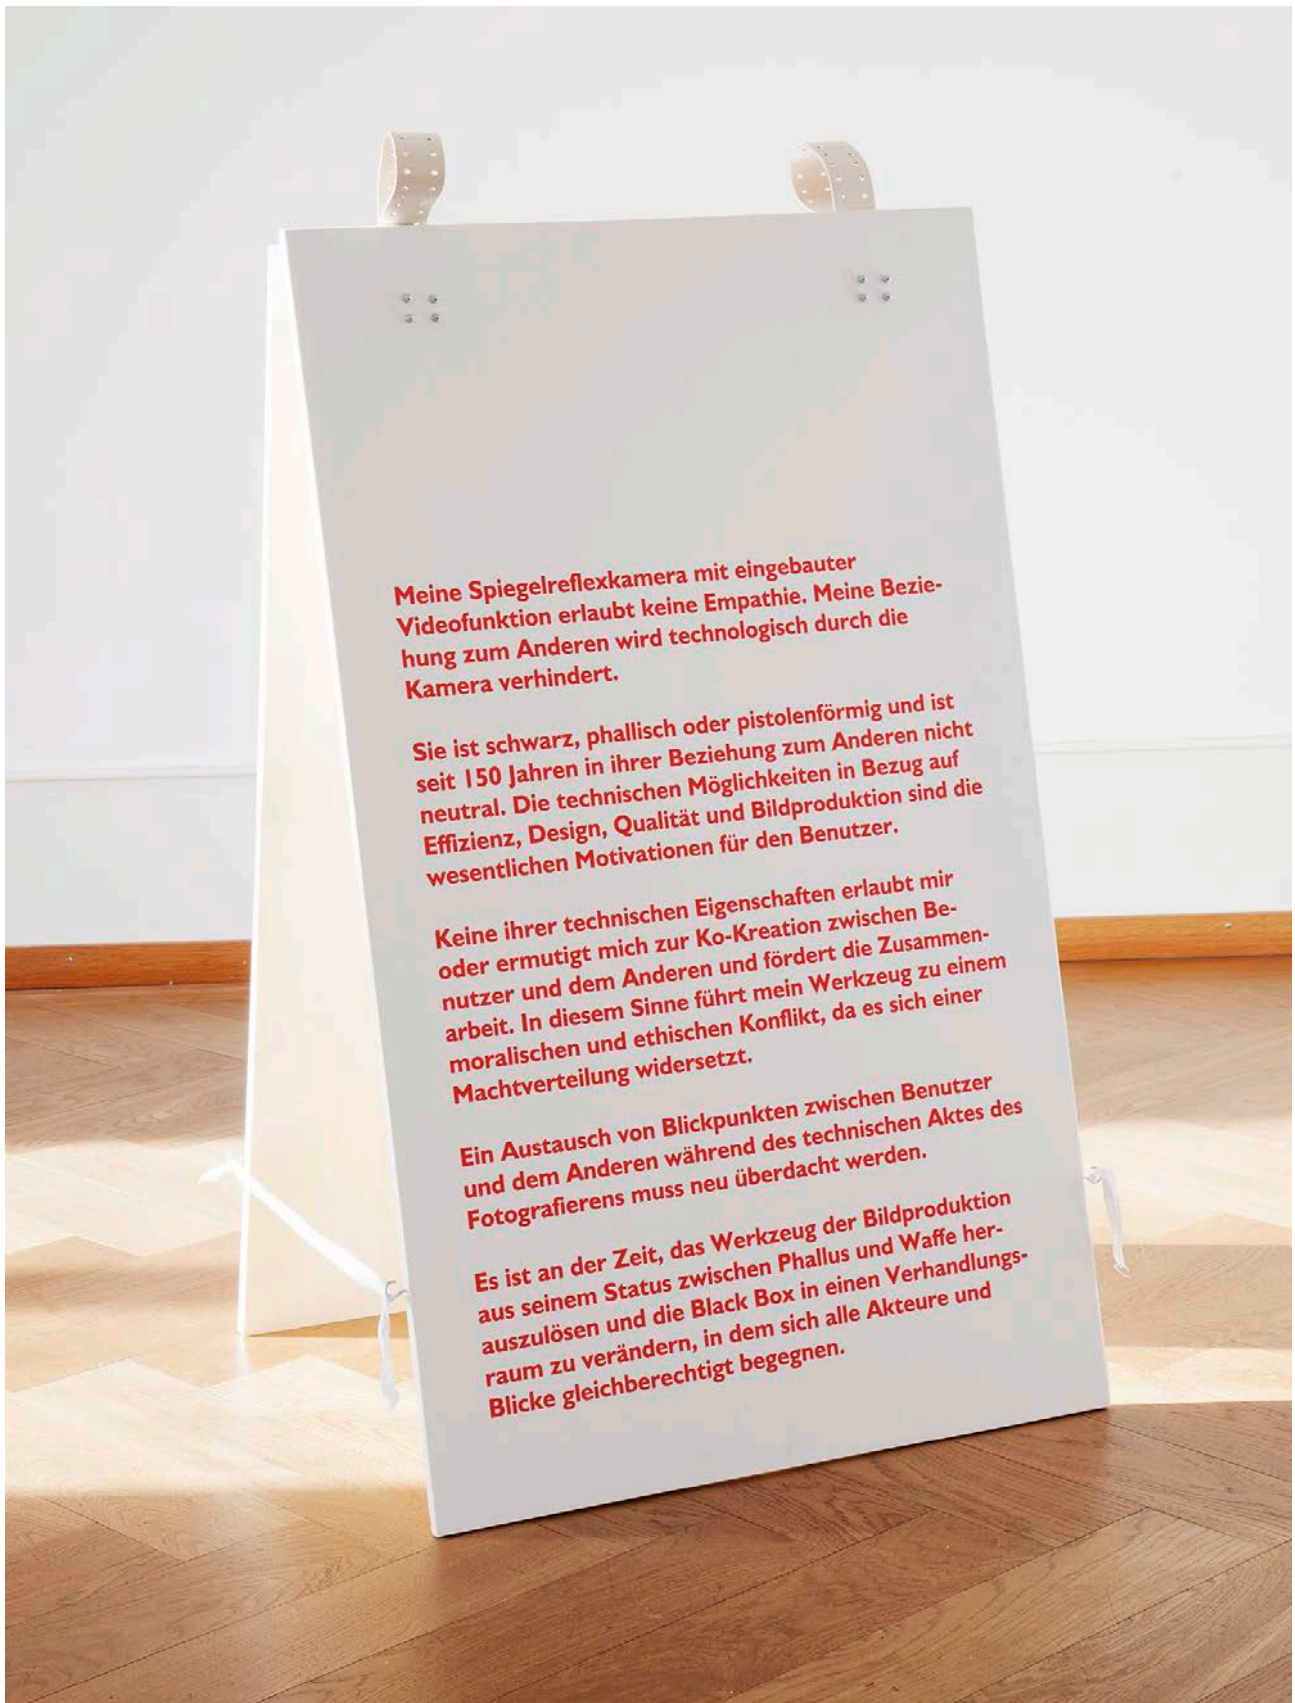 Meine Spiegelreflexkamera mit eingebauter
Videofunktion erlaubt keine Empathie. Meine Bezie-
hung zum Anderen wird technologisch durch die
Kamera verhindert.
Sie ist schwarz, phallisch oder pistolenförmig und ist
seit 150 Jahren in ihrer Beziehung zum Anderen nicht
neutral. Die technischen Möglichkeiten in Bezug auf
Effizienz, Design, Qualität und Bildproduktion sind die
wesentlichen Motivationen für den Benutzer.
Keine ihrer technischen Eigenschaften erlaubt mir
oder ermutigt mich zur Ko-Kreation zwischen Be-
nutzer und dem Anderen und fördert die Zusammen-
arbeit. In diesem Sinne führt mein Werkzeug zu einem
moralischen und ethischen Konflikt, da es sich einer
Machtverteilung widersetzt.
Ein Austausch von Blickpunkten zwischen Benutzer
und dem Anderen während des technischen Aktes des
Fotografierens muss neu überdacht werden.
Es ist an der Zeit, das Werkzeug der Bildproduktion
aus seinem Status zwischen Phallus und Waffe her-
auszulösen und die Black Box in einen Verhandlungs-
raum zu verändern, in dem sich alle Akteure und
Blicke gleichberechtigt begegnen.